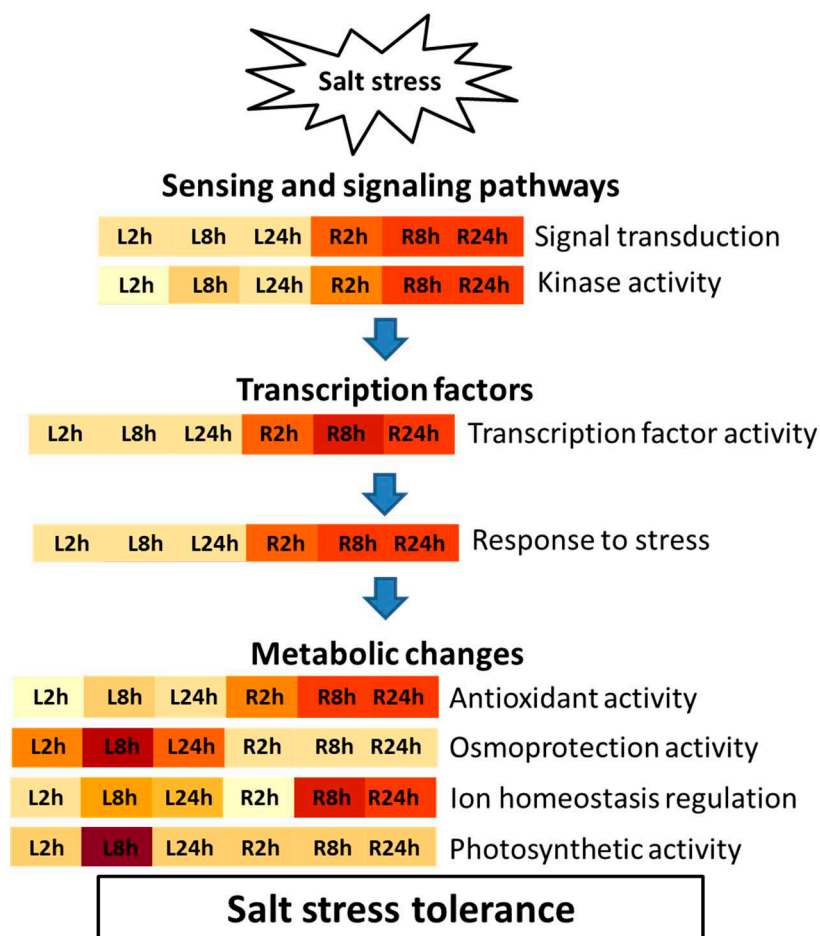 Salt stress
Sensing and signaling pathways
L2h L8h L24h R2h R8h R24h Signal transduction
L2h L8h L24h R2h R8h R24h Kinase activity
Transcription factors
L2h L8h L24h R2h R8h R24h Transcription factor activity
L2h L8h L24h R2h R8h R24h Response to stress
Metabolic changes
L2h L8h L24h R2h R8h R24h Antioxidant activity
L2h L8h L24h R2h R8h R24h Osmoprotection activity
L2h L8h L24h R2h R8h R24h Ion homeostasis regulation
L2h L8h L24h R2h R8h R24h Photosynthetic activity
Salt stress tolerance